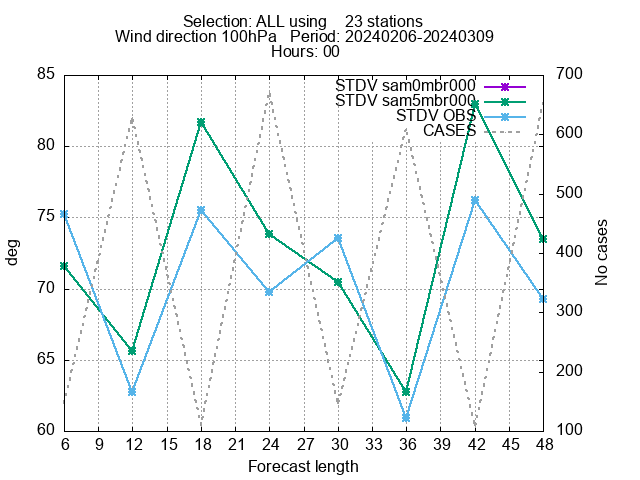 Selection: ALL using    23 stations
Wind direction 100hPa   Period: 20240206-20240309
Hours: 00
85
80
75
70
65
60
deg
700
600
500
400
300
200
100
No cases
STDV sam0mbr000
STDV sam5mbr000
STDV OBS
CASES
6 9 12 15 18 21 24 27 30 33 36 39 42 45 48
Forecast length